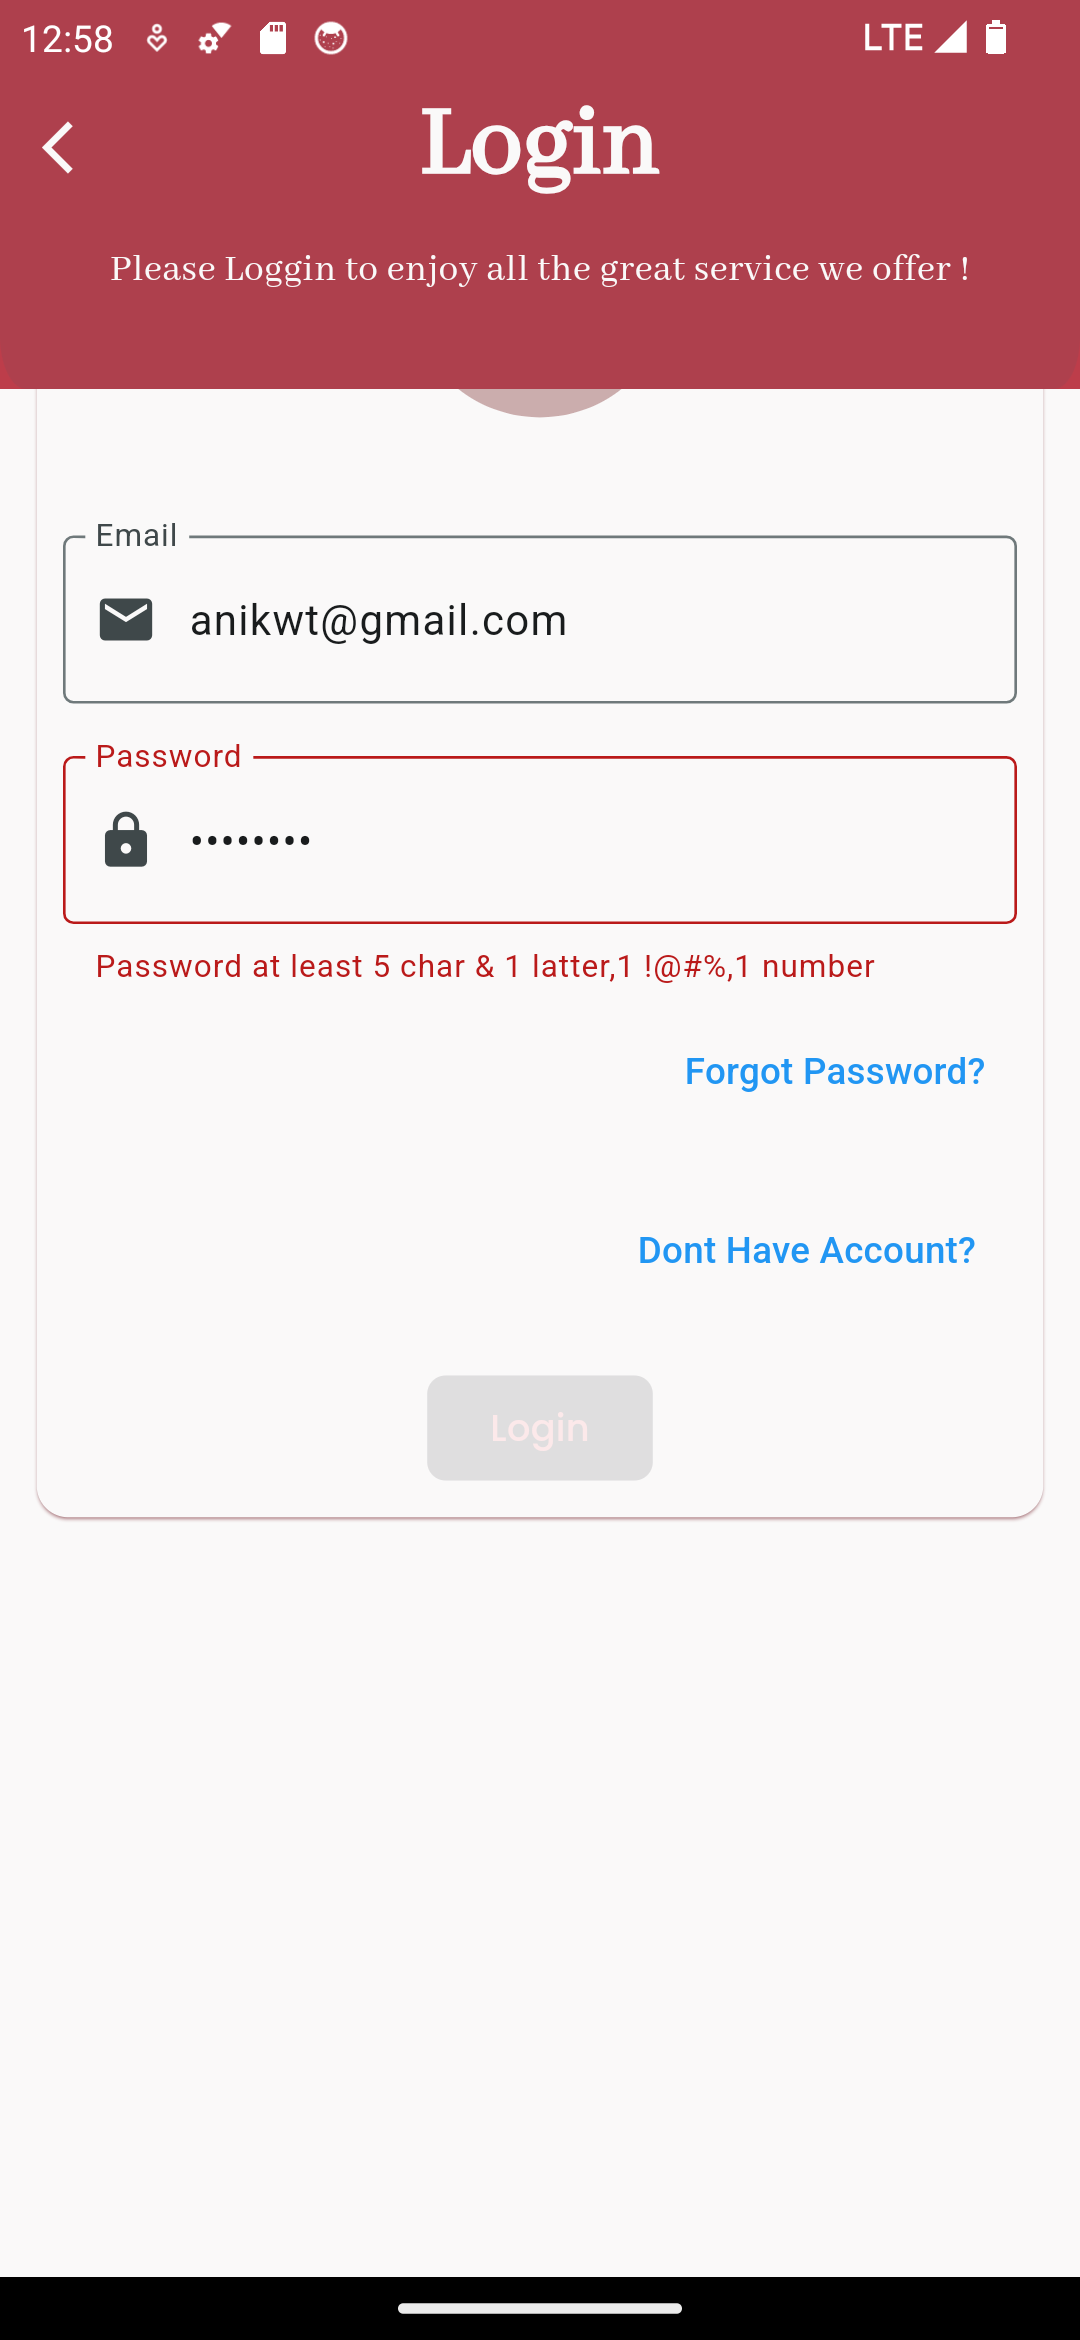 12:58 LTE
Login
Please Loggin to enjoy all the great service we offer !
Email
anikwt@gmail.com
Password
••••••••
Password at least 5 char & 1 latter,1 !@#%,1 number
Forgot Password?
Dont Have Account?
Login